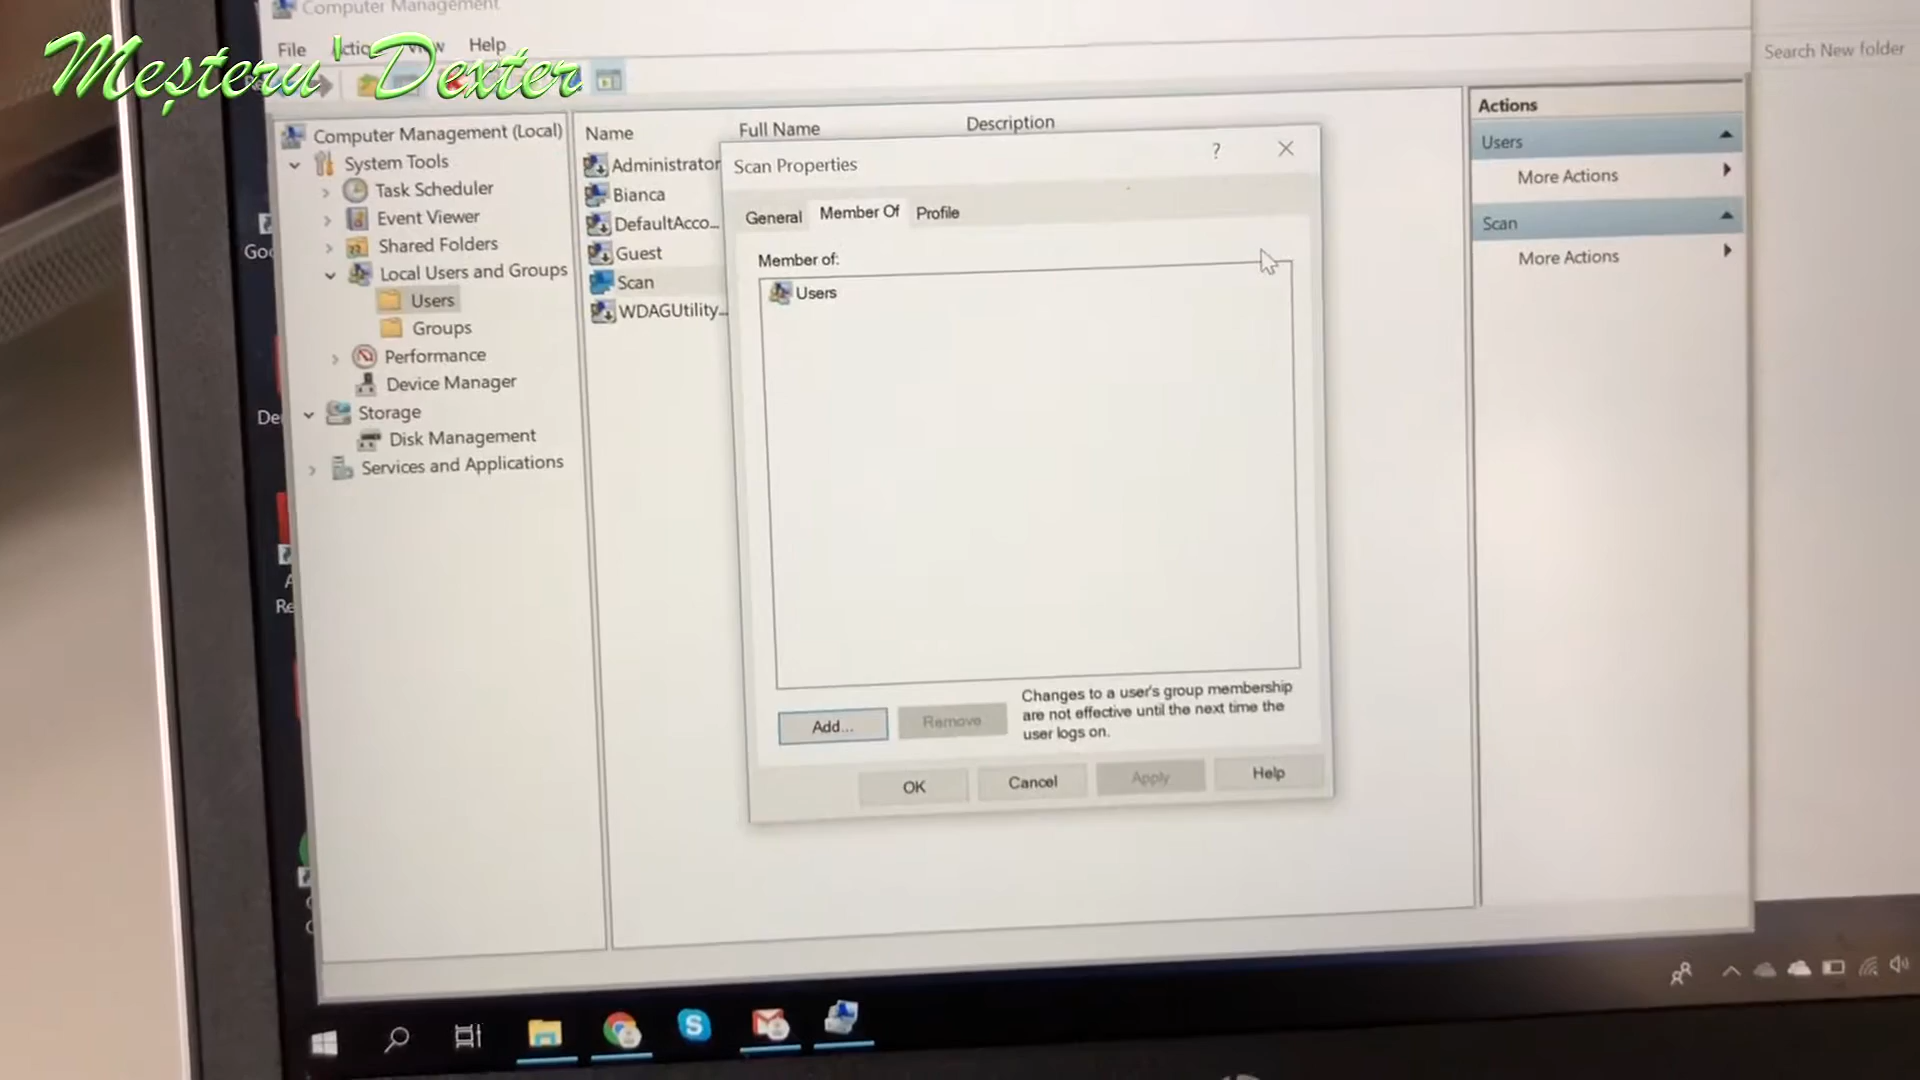 Computer Management
Meșteru' Dexter
File
Help
Search New folder
Computer Management (Local)
System Tools
Task Scheduler
Event Viewer
Shared Folders
Local Users and Groups
Users
Groups
Performance
Device Manager
Storage
Disk Management
Services and Applications
Name
Full Name
Description
Administrator
Bianca
DefaultAcco...
Guest
Scan
WDAGUtility...
Scan Properties
?
General
Member Of
Profile
Member of:
Users
Add...
Remove
Changes to a user's group membership
are not effective until the next time the
user logs on.
OK
Cancel
Apply
Help
Actions
Users
More Actions
Scan
More Actions